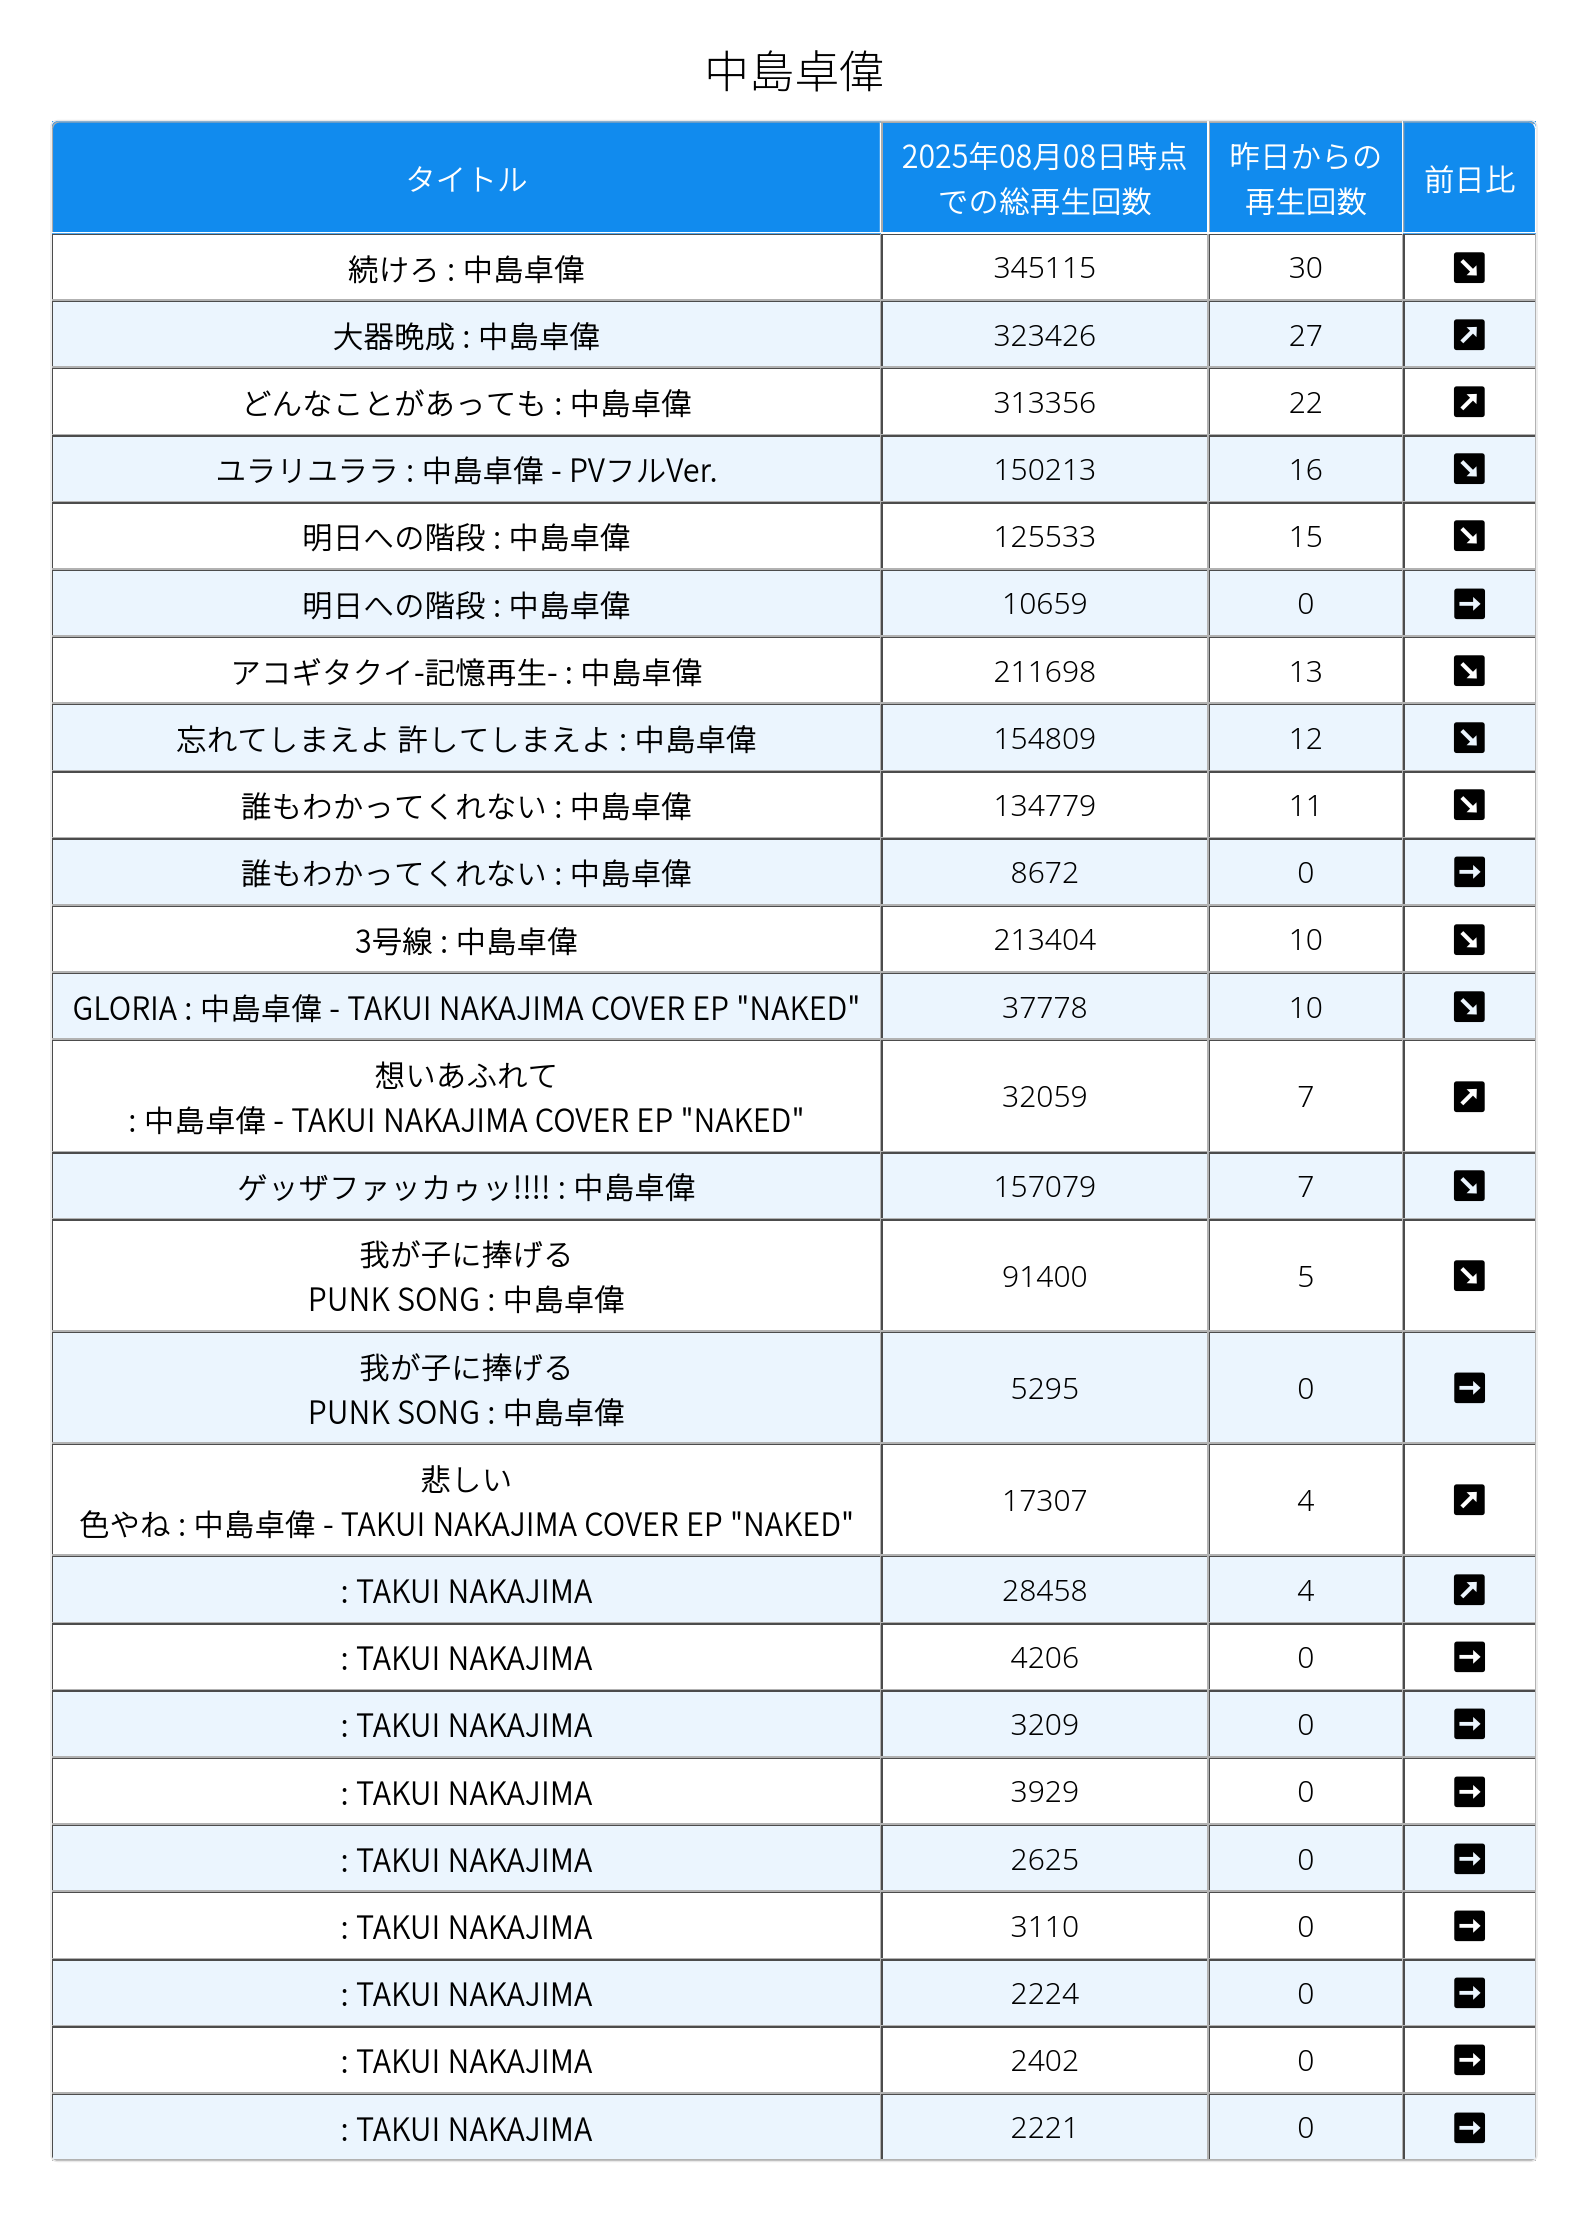 中島卓偉
タイトル
2025年08月08日時点
での総再生回数
昨日からの
再生回数
前日比
続けろ : 中島卓偉 345115 30 ↘
大器晩成 : 中島卓偉 323426 27 ↗
どんなことがあっても : 中島卓偉 313356 22 ↗
ユラリユララ : 中島卓偉 - PVフルVer. 150213 16 ↘
明日への階段 : 中島卓偉 125533 15 ↘
明日への階段 : 中島卓偉 10659 0 →
アコギタクイ-記憶再生- : 中島卓偉 211698 13 ↘
忘れてしまえよ 許してしまえよ : 中島卓偉 154809 12 ↘
誰もわかってくれない : 中島卓偉 134779 11 ↘
誰もわかってくれない : 中島卓偉 8672 0 →
3号線 : 中島卓偉 213404 10 ↘
GLORIA : 中島卓偉 - TAKUI NAKAJIMA COVER EP "NAKED" 37778 10 ↘
想いあふれて
: 中島卓偉 - TAKUI NAKAJIMA COVER EP "NAKED" 32059 7 ↗
ゲッザファッカゥッ!!!! : 中島卓偉 157079 7 ↘
我が子に捧げる
PUNK SONG : 中島卓偉 91400 5 ↘
我が子に捧げる
PUNK SONG : 中島卓偉 5295 0 →
悲しい
色やね : 中島卓偉 - TAKUI NAKAJIMA COVER EP "NAKED" 17307 4 ↗
: TAKUI NAKAJIMA 28458 4 ↗
: TAKUI NAKAJIMA 4206 0 →
: TAKUI NAKAJIMA 3209 0 →
: TAKUI NAKAJIMA 3929 0 →
: TAKUI NAKAJIMA 2625 0 →
: TAKUI NAKAJIMA 3110 0 →
: TAKUI NAKAJIMA 2224 0 →
: TAKUI NAKAJIMA 2402 0 →
: TAKUI NAKAJIMA 2221 0 →